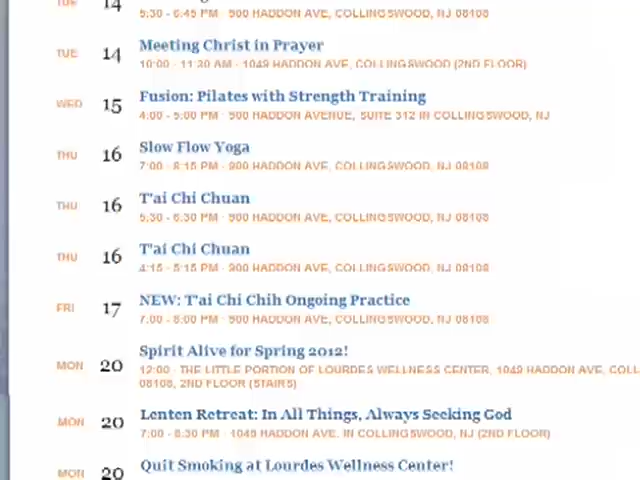 TUE 14
5:30 - 6:45 PM · 900 HADDON AVE, COLLINGSWOOD, NJ 08108
TUE 14 Meeting Christ in Prayer
10:00 - 11:30 AM · 1049 HADDON AVE, COLLINGSWOOD (2ND FLOOR)
WED 15 Fusion: Pilates with Strength Training
4:00 - 5:00 PM · 900 HADDON AVENUE, SUITE 312 IN COLLINGSWOOD, NJ
THU 16 Slow Flow Yoga
7:00 - 8:15 PM · 900 HADDON AVE, COLLINGSWOOD, NJ 08108
THU 16 T'ai Chi Chuan
5:30 - 6:30 PM · 900 HADDON AVE, COLLINGSWOOD, NJ 08108
THU 16 T'ai Chi Chuan
4:15 - 5:15 PM · 900 HADDON AVE, COLLINGSWOOD, NJ 08108
FRI 17 NEW: T'ai Chi Chih Ongoing Practice
7:00 - 8:00 PM · 900 HADDON AVE, COLLINGSWOOD, NJ 08108
MON 20 Spirit Alive for Spring 2012!
12:00 · THE LITTLE PORTION OF LOURDES WELLNESS CENTER, 1049 HADDON AVE, COLL
08108, 2ND FLOOR (STAIRS)
MON 20 Lenten Retreat: In All Things, Always Seeking God
7:00 - 8:30 PM · 1049 HADDON AVE. IN COLLINGSWOOD, NJ (2ND FLOOR)
MON 20 Quit Smoking at Lourdes Wellness Center!